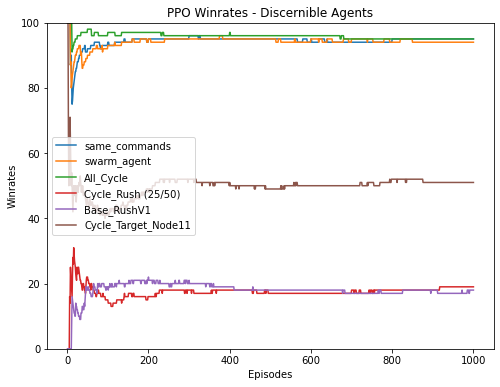 PPO Winrates - Discernible Agents
100
80
60
40
20
0
Winrates
same_commands
swarm_agent
All_Cycle
Cycle_Rush (25/50)
Base_RushV1
Cycle_Target_Node11
0
200
400
600
800
1000
Episodes